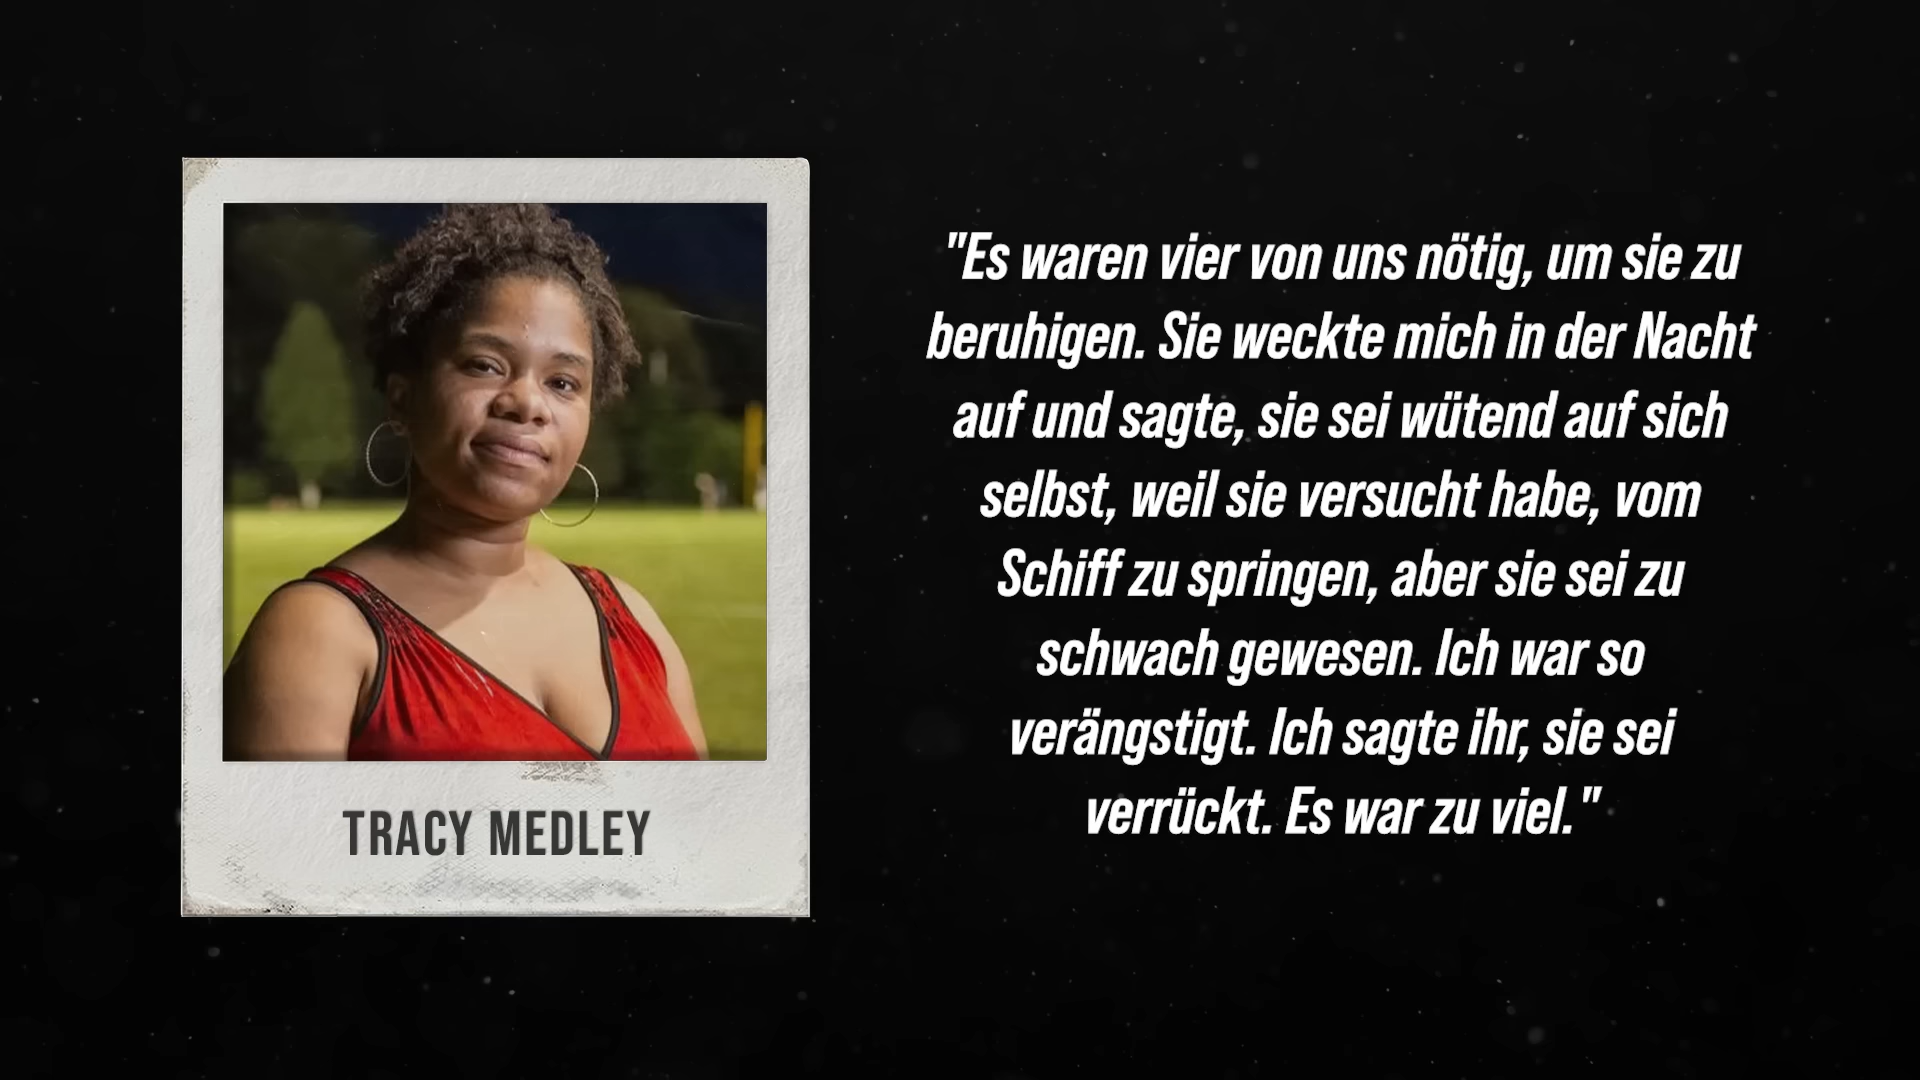 TRACY MEDLEY
"Es waren vier von uns nötig, um sie zu
beruhigen. Sie weckte mich in der Nacht
auf und sagte, sie sei wütend auf sich
selbst, weil sie versucht habe, vom
Schiff zu springen, aber sie sei zu
schwach gewesen. Ich war so
verängstigt. Ich sagte ihr, sie sei
verrückt. Es war zu viel."